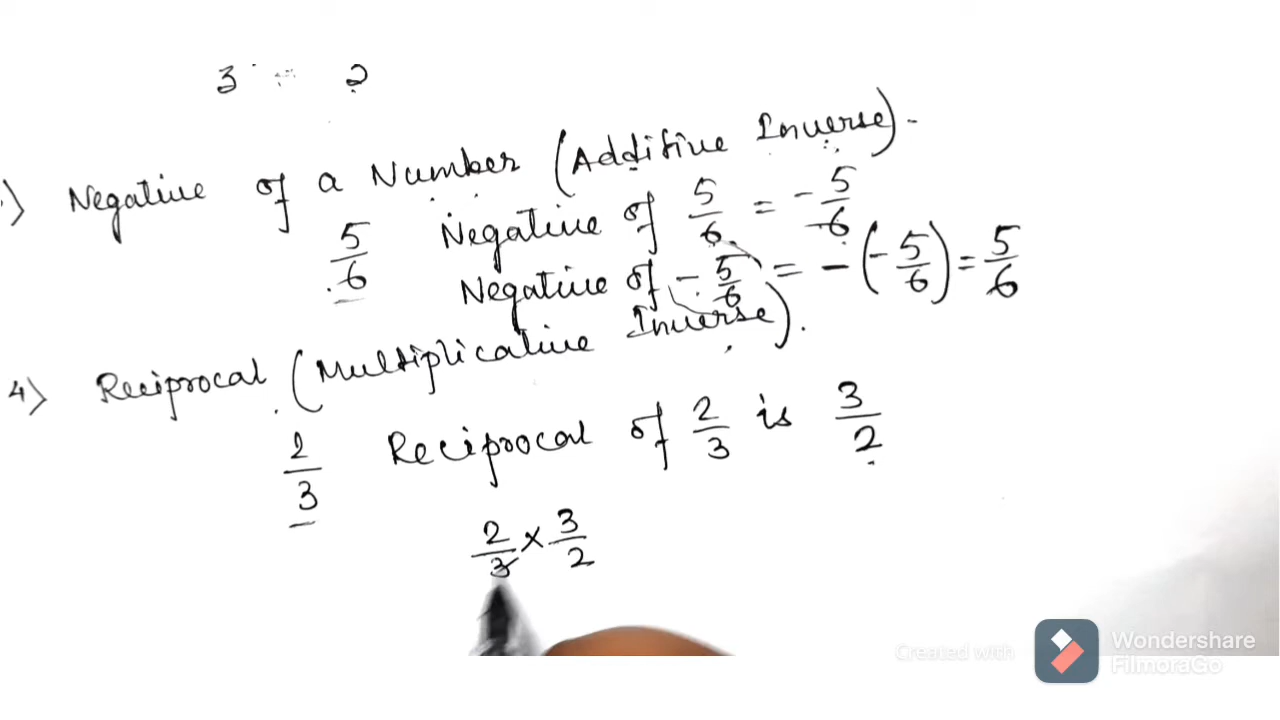 3 2
) Negative of a Number (Additive Inverse).
5/6 Negative of 5/6 = -5/6
Negative of -5/6 = -(-5/6) = 5/6
4) Reciprocal (Multiplicative Inverse).
2/3 Reciprocal of 2/3 is 3/2
2/3 × 3/2
Created with Wondershare FilmoraGo